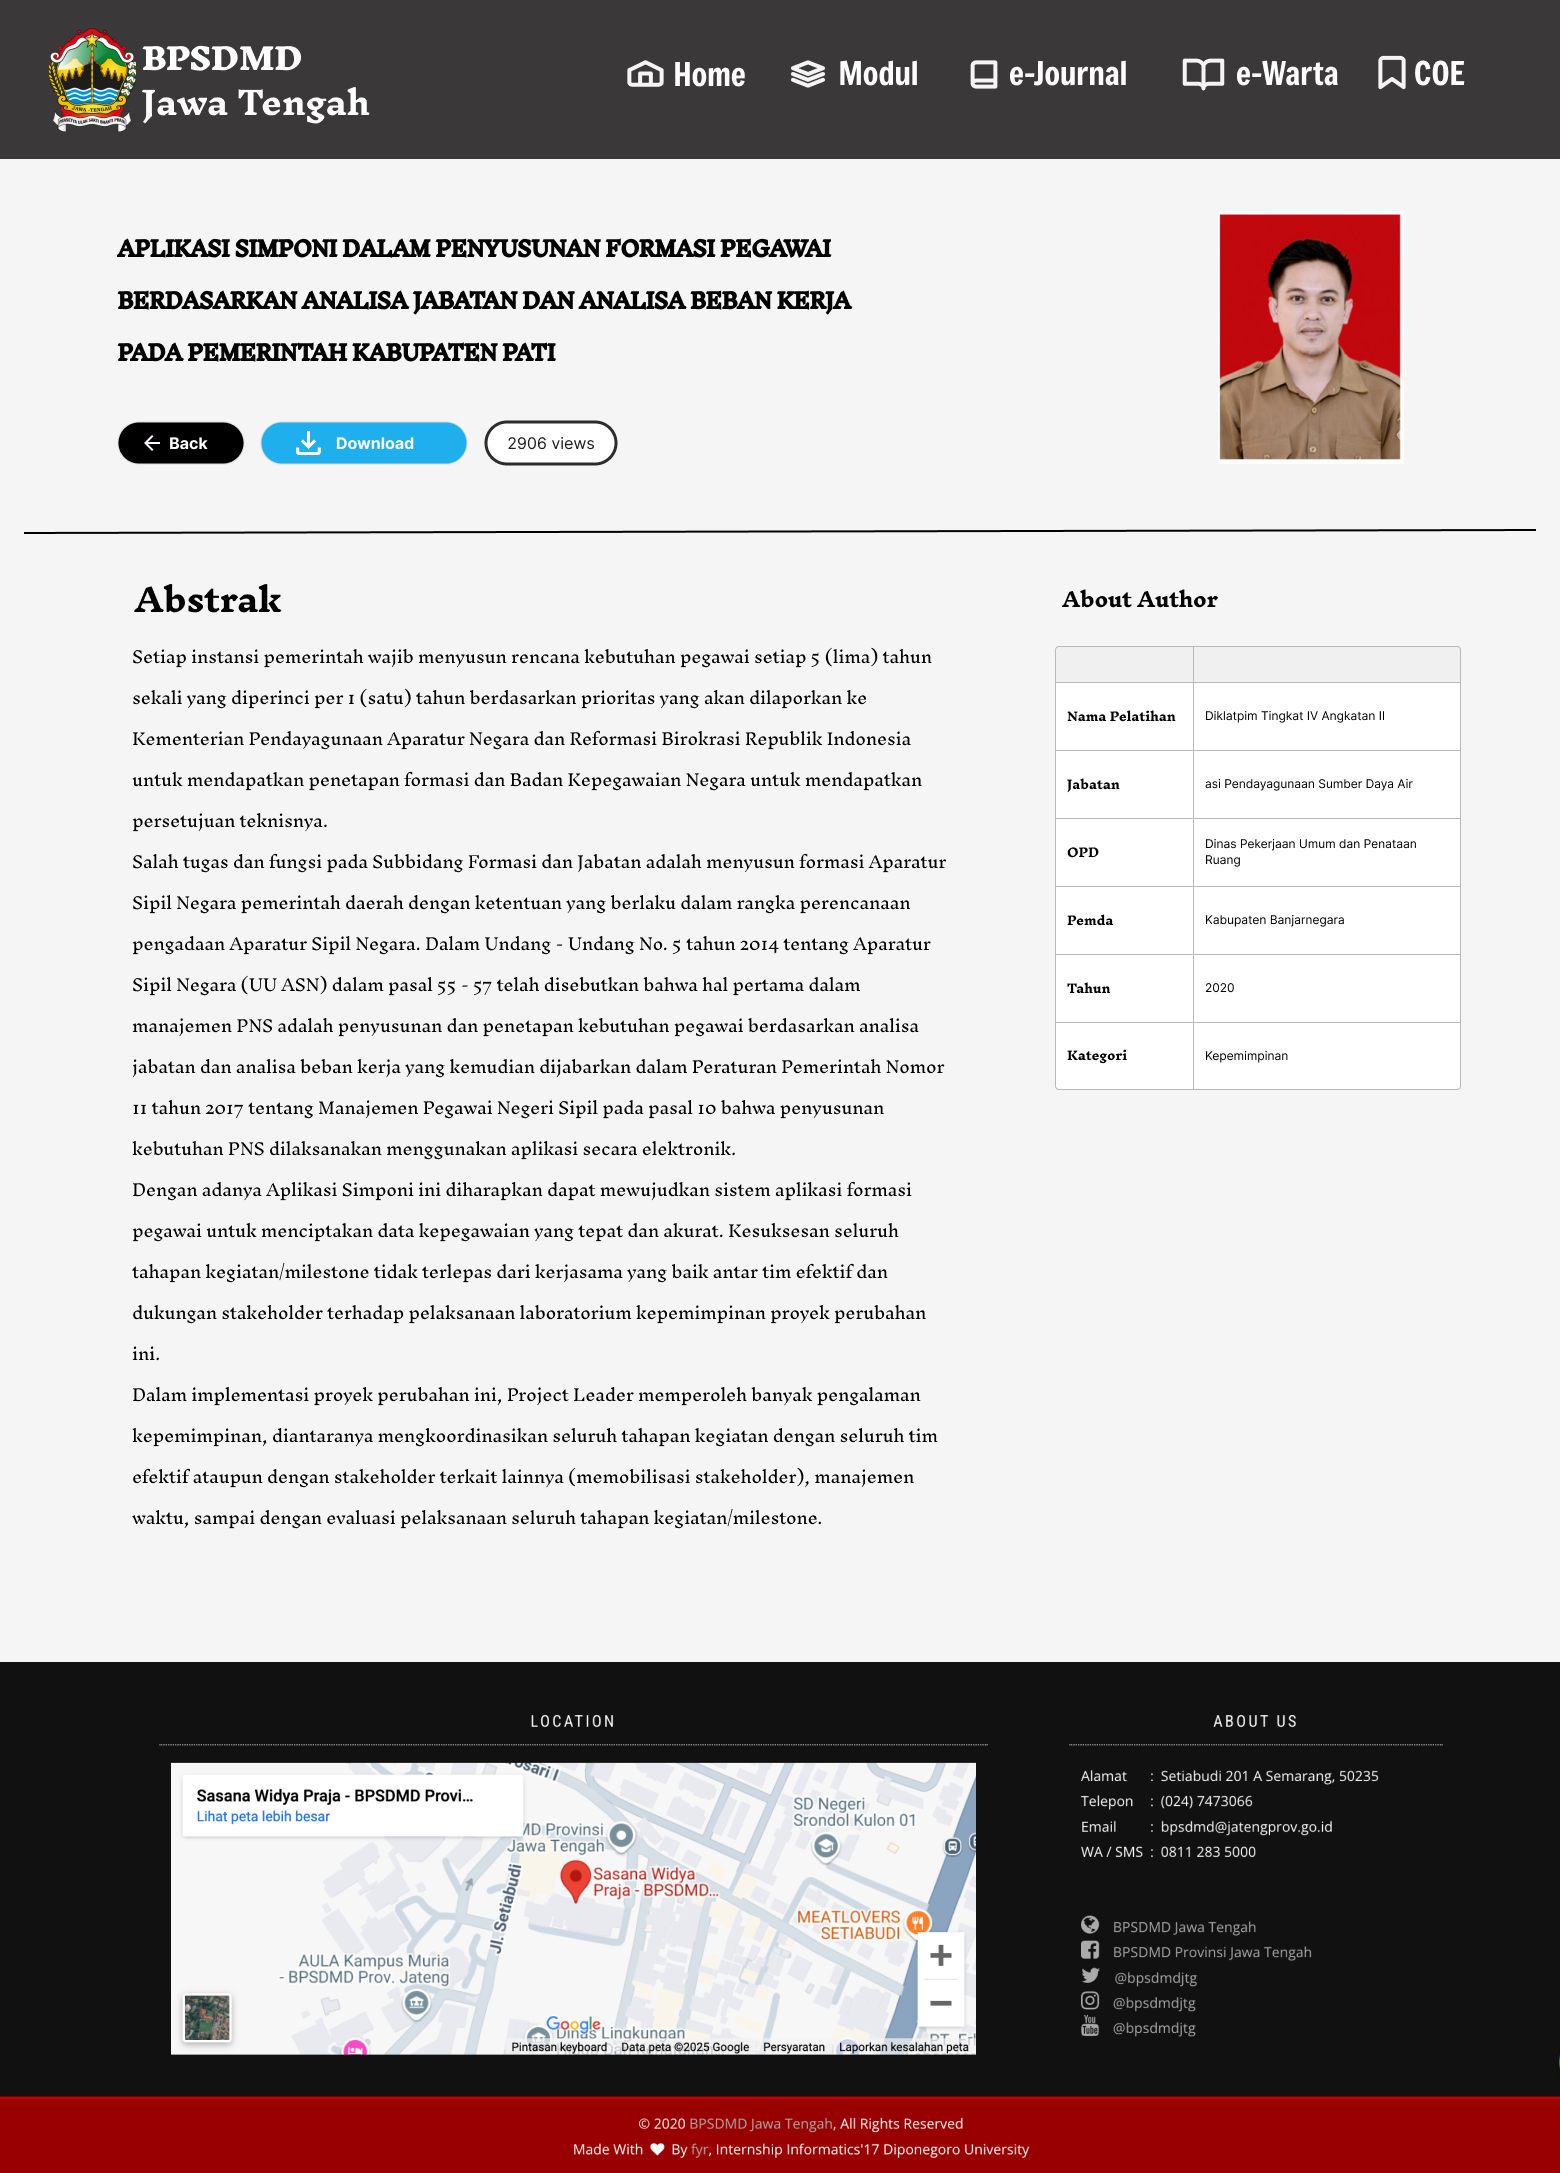 BPSDMD
Jawa Tengah
JAWA - TENGAH
Home
Modul
e-Journal
e-Warta
COE
APLIKASI SIMPONI DALAM PENYUSUNAN FORMASI PEGAWAI
BERDASARKAN ANALISA JABATAN DAN ANALISA BEBAN KERJA
PADA PEMERINTAH KABUPATEN PATI
Back
Download
2906 views
Abstrak
Setiap instansi pemerintah wajib menyusun rencana kebutuhan pegawai setiap 5 (lima) tahun
sekali yang diperinci per 1 (satu) tahun berdasarkan prioritas yang akan dilaporkan ke
Kementerian Pendayagunaan Aparatur Negara dan Reformasi Birokrasi Republik Indonesia
untuk mendapatkan penetapan formasi dan Badan Kepegawaian Negara untuk mendapatkan
persetujuan teknisnya.
Salah tugas dan fungsi pada Subbidang Formasi dan Jabatan adalah menyusun formasi Aparatur
Sipil Negara pemerintah daerah dengan ketentuan yang berlaku dalam rangka perencanaan
pengadaan Aparatur Sipil Negara. Dalam Undang - Undang No. 5 tahun 2014 tentang Aparatur
Sipil Negara (UU ASN) dalam pasal 55 - 57 telah disebutkan bahwa hal pertama dalam
manajemen PNS adalah penyusunan dan penetapan kebutuhan pegawai berdasarkan analisa
jabatan dan analisa beban kerja yang kemudian dijabarkan dalam Peraturan Pemerintah Nomor
11 tahun 2017 tentang Manajemen Pegawai Negeri Sipil pada pasal 10 bahwa penyusunan
kebutuhan PNS dilaksanakan menggunakan aplikasi secara elektronik.
Dengan adanya Aplikasi Simponi ini diharapkan dapat mewujudkan sistem aplikasi formasi
pegawai untuk menciptakan data kepegawaian yang tepat dan akurat. Kesuksesan seluruh
tahapan kegiatan/milestone tidak terlepas dari kerjasama yang baik antar tim efektif dan
dukungan stakeholder terhadap pelaksanaan laboratorium kepemimpinan proyek perubahan
ini.
Dalam implementasi proyek perubahan ini, Project Leader memperoleh banyak pengalaman
kepemimpinan, diantaranya mengkoordinasikan seluruh tahapan kegiatan dengan seluruh tim
efektif ataupun dengan stakeholder terkait lainnya (memobilisasi stakeholder), manajemen
waktu, sampai dengan evaluasi pelaksanaan seluruh tahapan kegiatan/milestone.
About Author
Nama Pelatihan Diklatpim Tingkat IV Angkatan II
Jabatan asi Pendayagunaan Sumber Daya Air
OPD Dinas Pekerjaan Umum dan Penataan
Ruang
Pemda Kabupaten Banjarnegara
Tahun 2020
Kategori Kepemimpinan
LOCATION
Sasana Widya Praja - BPSDMD Provi...
Lihat peta lebih besar
rosari I
MD Provinsi
Jawa Tengah
SD Negeri
Srondol Kulon 01
Sasana Widya
Praja - BPSDMD...
Jl. Setiabudi
MEATLOVERS
SETIABUDI
AULA Kampus Muria
- BPSDMD Prov. Jateng
Google
Dinas Lingkungan
Pintasan keyboard Data peta ©2025 Google Persyaratan Laporkan kesalahan peta
ABOUT US
Alamat : Setiabudi 201 A Semarang, 50235
Telepon : (024) 7473066
Email : bpsdmd@jatengprov.go.id
WA / SMS : 0811 283 5000
BPSDMD Jawa Tengah
BPSDMD Provinsi Jawa Tengah
@bpsdmdjtg
@bpsdmdjtg
@bpsdmdjtg
© 2020 BPSDMD Jawa Tengah, All Rights Reserved
Made With By fyr, Internship Informatics'17 Diponegoro University